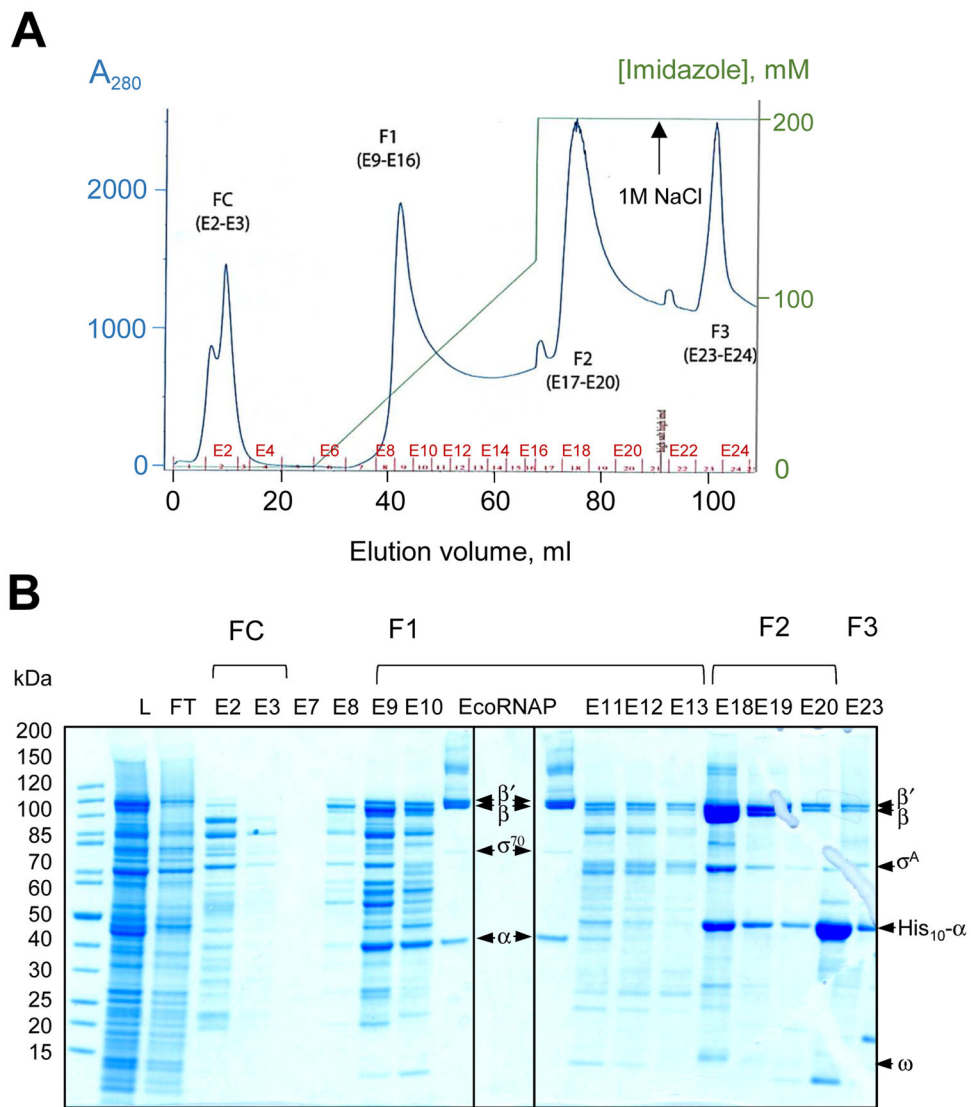 A
A280
[Imidazole], mM
200
F1
(E9-E16)
2000
FC
(E2-E3)
1M NaCl
100
1000
F3
(E23-E24)
F2
(E17-E20)
E2 E4 E6 E8 E10 E12 E14 E16 E18 E20 E22 E24
0
0
0 20 40 60 80 100
Elution volume, ml
B
FC F1 F2 F3
kDa
L FT E2 E3 E7 E8 E9 E10 EcoRNAP E11 E12 E13 E18 E19 E20 E23
200
150
120
100
85
70
60
50
40
30
25
20
15
β′
β
σ70
α
β′
β
σA
His10-α
ω